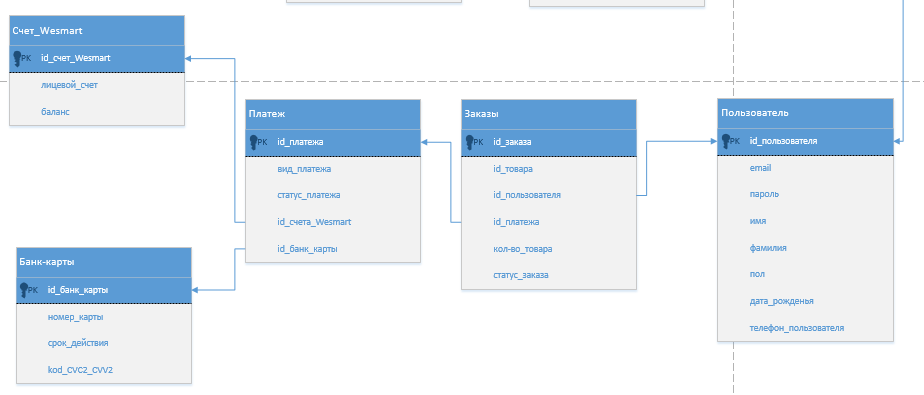 Счет_Wesmart
PK id_счет_Wesmart
лицевой_счет
баланс
Платеж
PK id_платежа
вид_платежа
статус_платежа
id_счета_Wesmart
id_банк_карты
Заказы
PK id_заказа
id_товара
id_пользователя
id_платежа
кол-во_товара
статус_заказа
Пользователь
PK id_пользователя
email
пароль
имя
фамилия
пол
дата_рожденья
телефон_пользователя
Банк-карты
PK id_банк_карты
номер_карты
срок_действия
kod_CVC2_CVV2